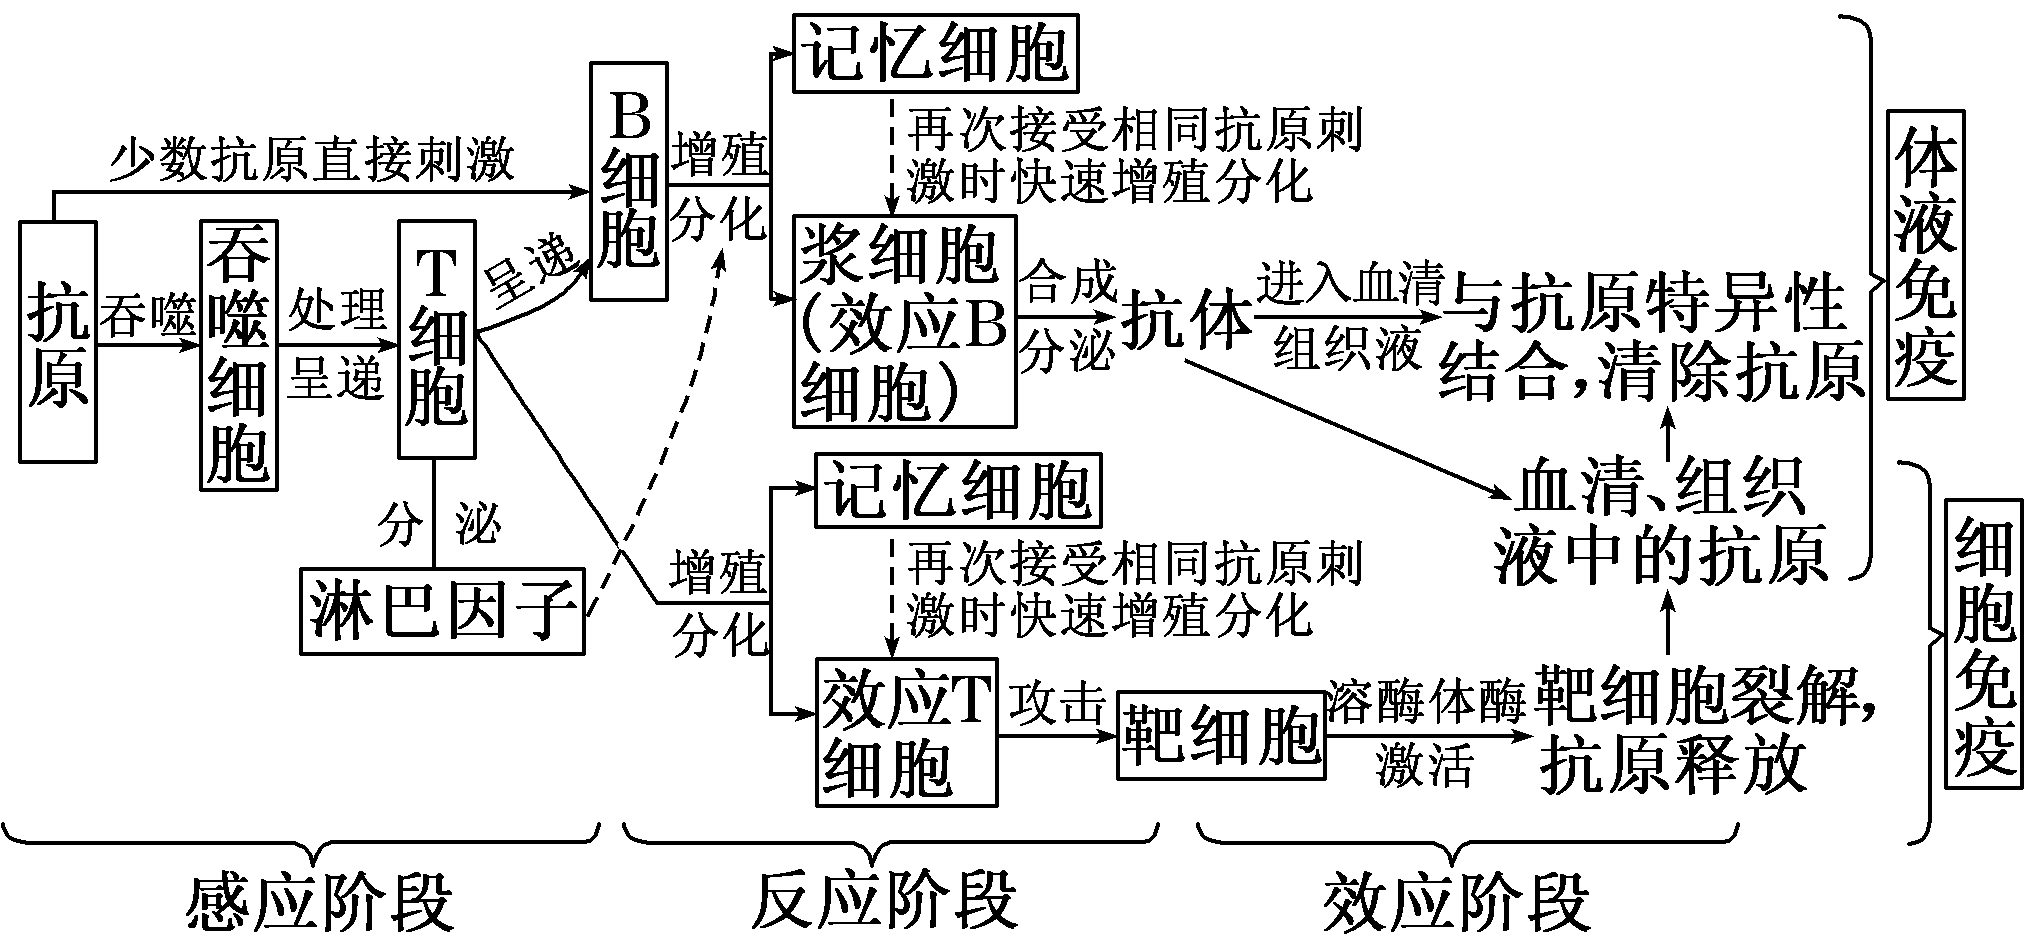 记忆细胞
B细胞
少数抗原直接刺激
增殖
分化
再次接受相同抗原刺
激时快速增殖分化
体液免疫
抗原
吞噬
吞噬细胞
处理
呈递
T细胞
呈递
浆细胞
(效应B
细胞)
合成
分泌
抗体
进入血清
组织液
与抗原特异性
结合,清除抗原
分 泌
淋巴因子
记忆细胞
血清、组织
液中的抗原
细胞免疫
增殖
分化
再次接受相同抗原刺
激时快速增殖分化
效应T
细胞
攻击
靶细胞
溶酶体酶
激活
靶细胞裂解,
抗原释放
感应阶段
反应阶段
效应阶段